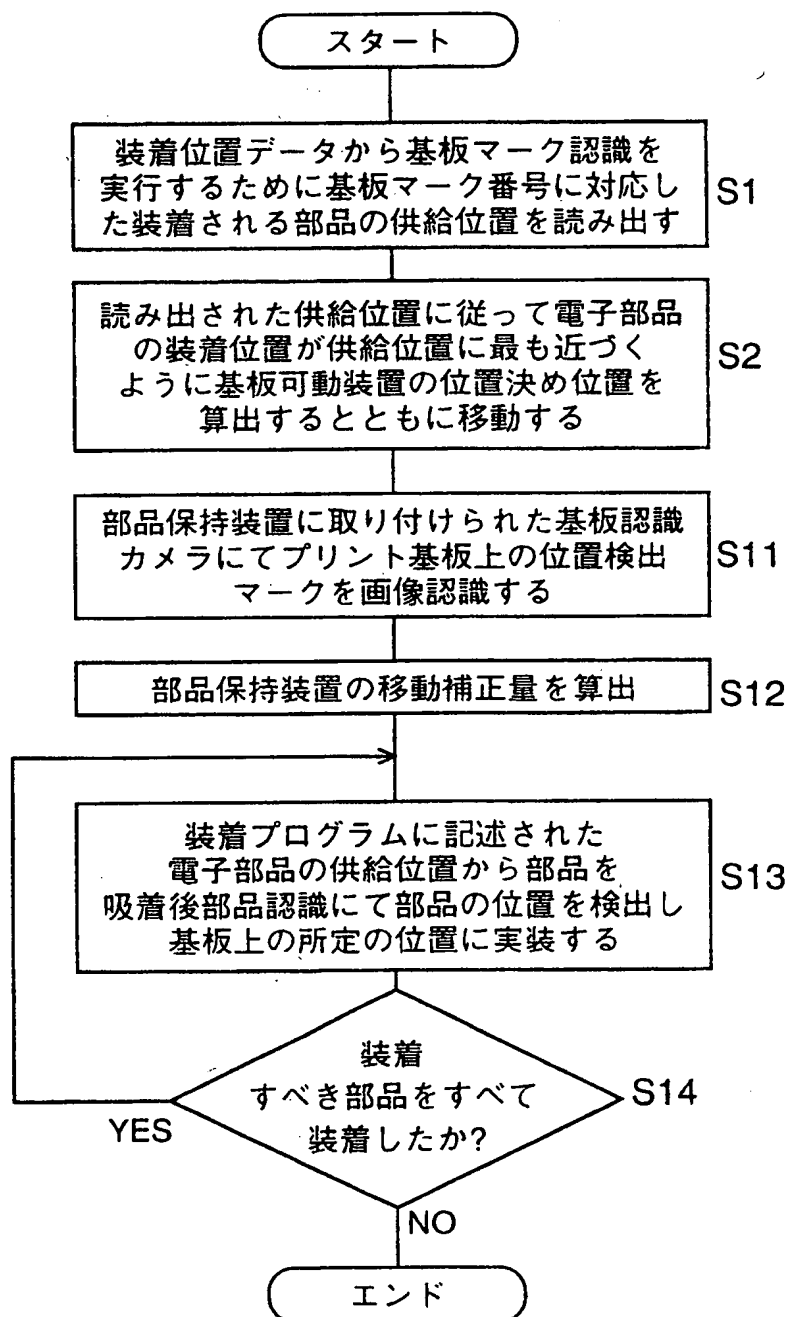 スタート
装着位置データから基板マーク認識を
実行するために基板マーク番号に対応し
た装着される部品の供給位置を読み出す
S1
読み出された供給位置に従って電子部品
の装着位置が供給位置に最も近づく
ように基板可動装置の位置決め位置を
算出するとともに移動する
S2
部品保持装置に取り付けられた基板認識
カメラにてプリント基板上の位置検出
マークを画像認識する
S11
部品保持装置の移動補正量を算出
S12
装着プログラムに記述された
電子部品の供給位置から部品を
吸着後部品認識にて部品の位置を検出し
基板上の所定の位置に実装する
S13
装着
すべき部品をすべて
装着したか?
S14
YES
NO
エンド